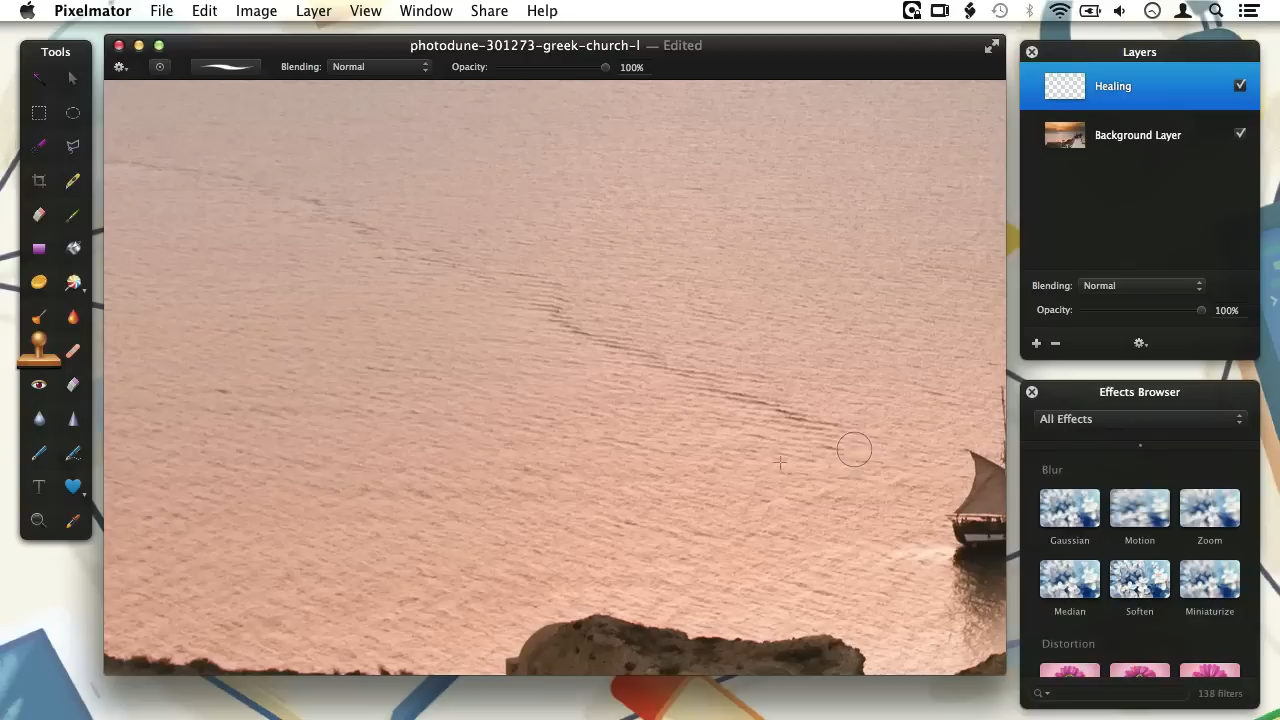 Pixelmator File Edit Image Layer View Window Share Help
Tools
photodune-301273-greek-church-l — Edited
Blending: Normal Opacity: 100%
Layers
Healing
Background Layer
Blending: Normal
Opacity: 100%
Effects Browser
All Effects
Blur
Gaussian Motion Zoom
Median Soften Miniaturize
Distortion
138 filters
T